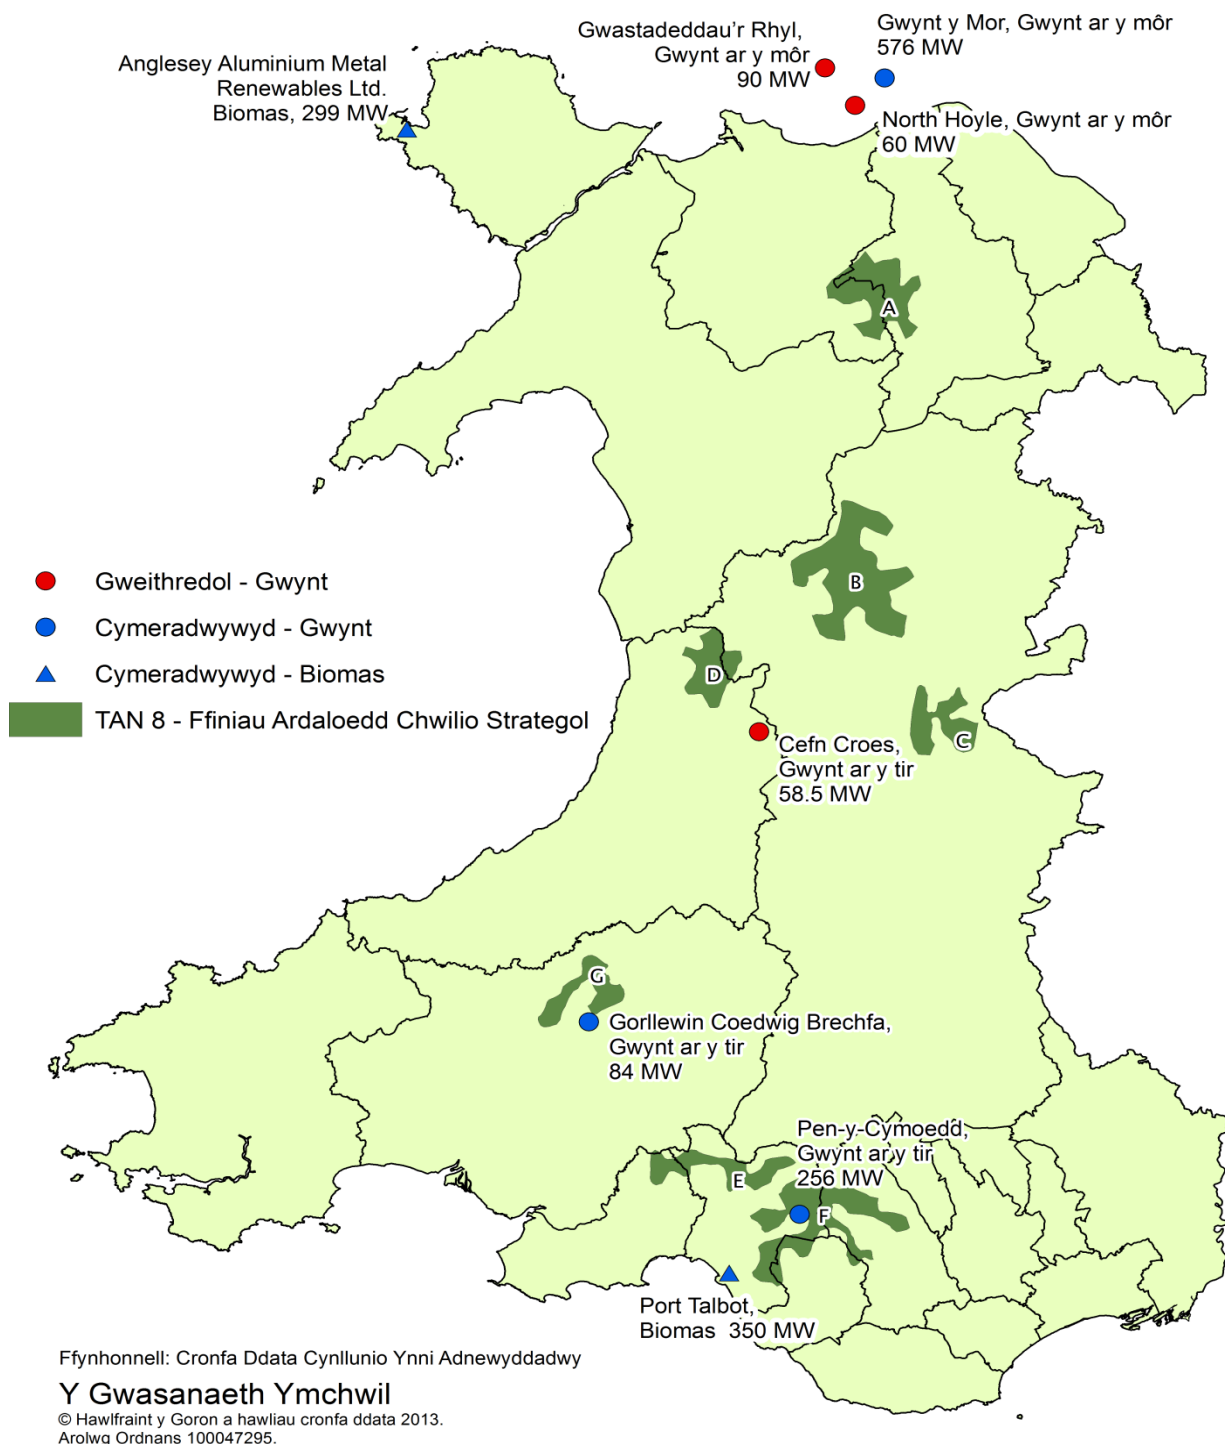 Gwastadeddau'r Rhyl,
Gwynt ar y môr
90 MW
Gwynt y Mor, Gwynt ar y môr
576 MW
Anglesey Aluminium Metal
Renewables Ltd.
Biomas, 299 MW
North Hoyle, Gwynt ar y môr
60 MW
A
B
Gweithredol - Gwynt
Cymeradwywyd - Gwynt
Cymeradwywyd - Biomas
TAN 8 - Ffiniau Ardaloedd Chwilio Strategol
D
C
Cefn Croes,
Gwynt ar y tir
58.5 MW
G
Gorllewin Coedwig Brechfa,
Gwynt ar y tir
84 MW
Pen-y-Cymoedd,
Gwynt ar y tir
256 MW
E
F
Port Talbot,
Biomas 350 MW
Ffynhonnell: Cronfa Ddata Cynllunio Ynni Adnewyddadwy
Y Gwasanaeth Ymchwil
© Hawlfraint y Goron a hawliau cronfa ddata 2013.
Arolwg Ordnans 100047295.